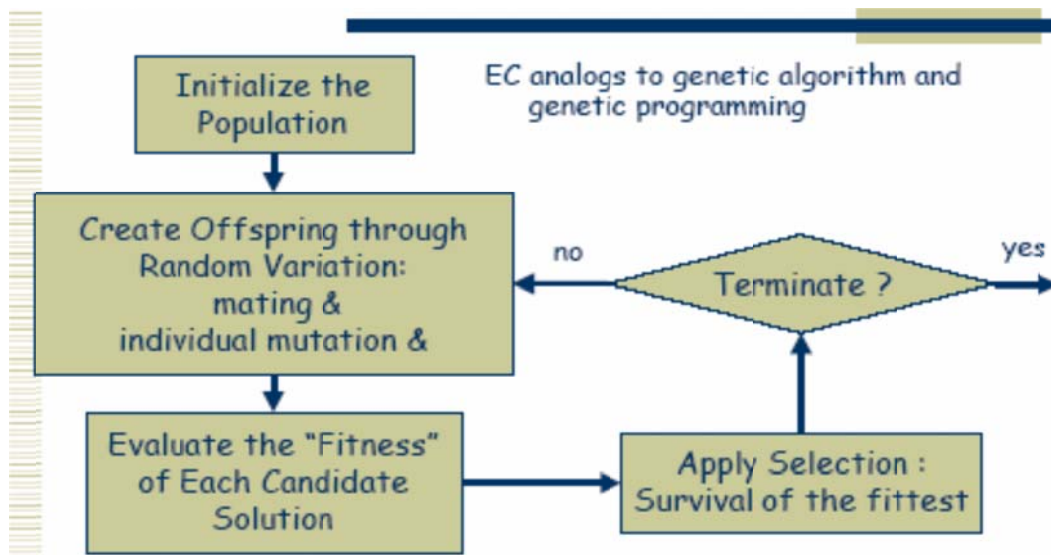 EC analogs to genetic algorithm and
genetic programming
Initialize the
Population
Create Offspring through
Random Variation:
mating &
individual mutation &
no
Terminate ?
yes
Evaluate the “Fitness”
of Each Candidate
Solution
Apply Selection :
Survival of the fittest